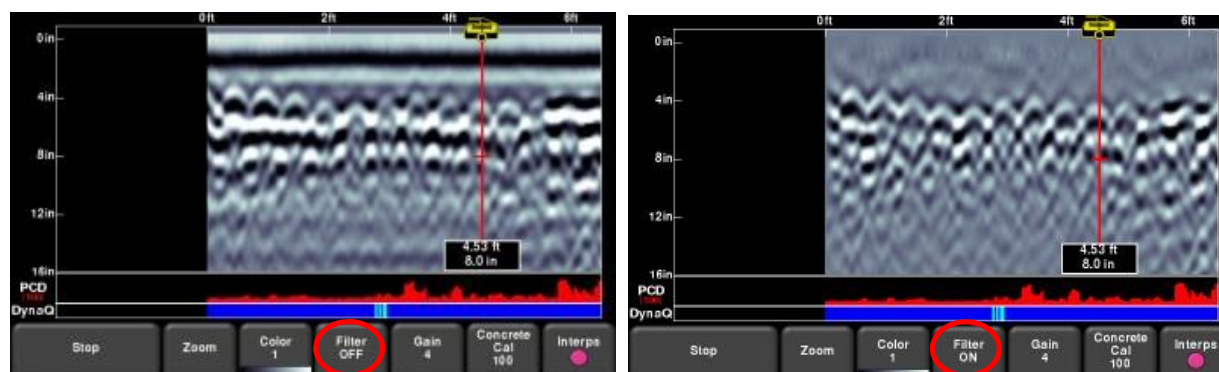 0ft 2ft 4ft 6ft
0in
4in
8in
12in
4.53 ft
8.0 in
16in
PCD
DynaQ
Stop
Zoom
Color
1
Filter
OFF
Gain
4
Concrete
Cal
100
Interps
0ft 2ft 4ft 6ft
0in
4in
8in
12in
4.53 ft
8.0 in
16in
PCD
DynaQ
Stop
Zoom
Color
1
Filter
ON
Gain
4
Concrete
Cal
100
Interps